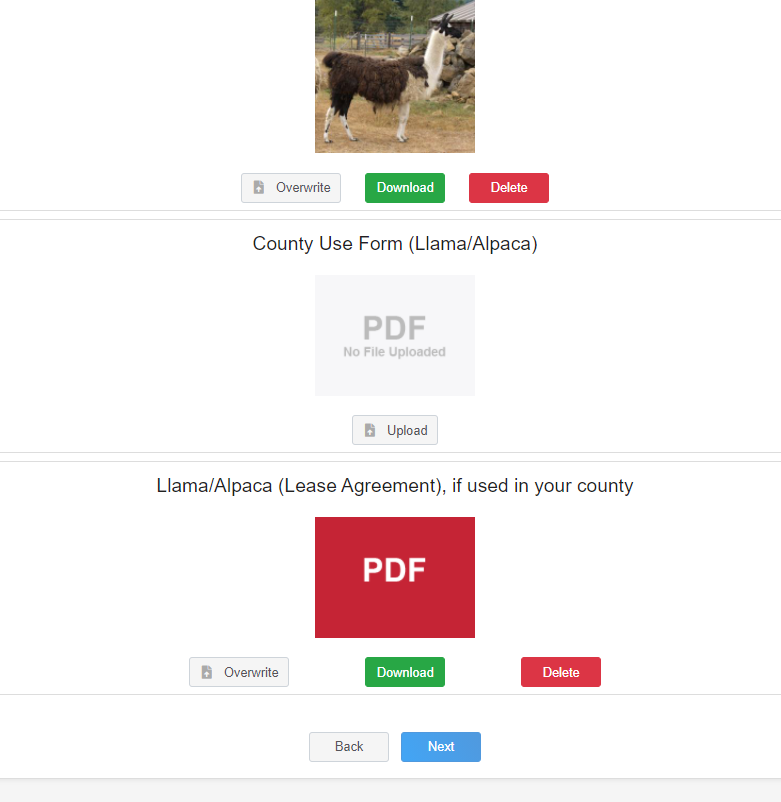 Overwrite
Download
Delete
County Use Form (Llama/Alpaca)
PDF
No File Uploaded
Upload
Llama/Alpaca (Lease Agreement), if used in your county
PDF
Overwrite
Download
Delete
Back
Next